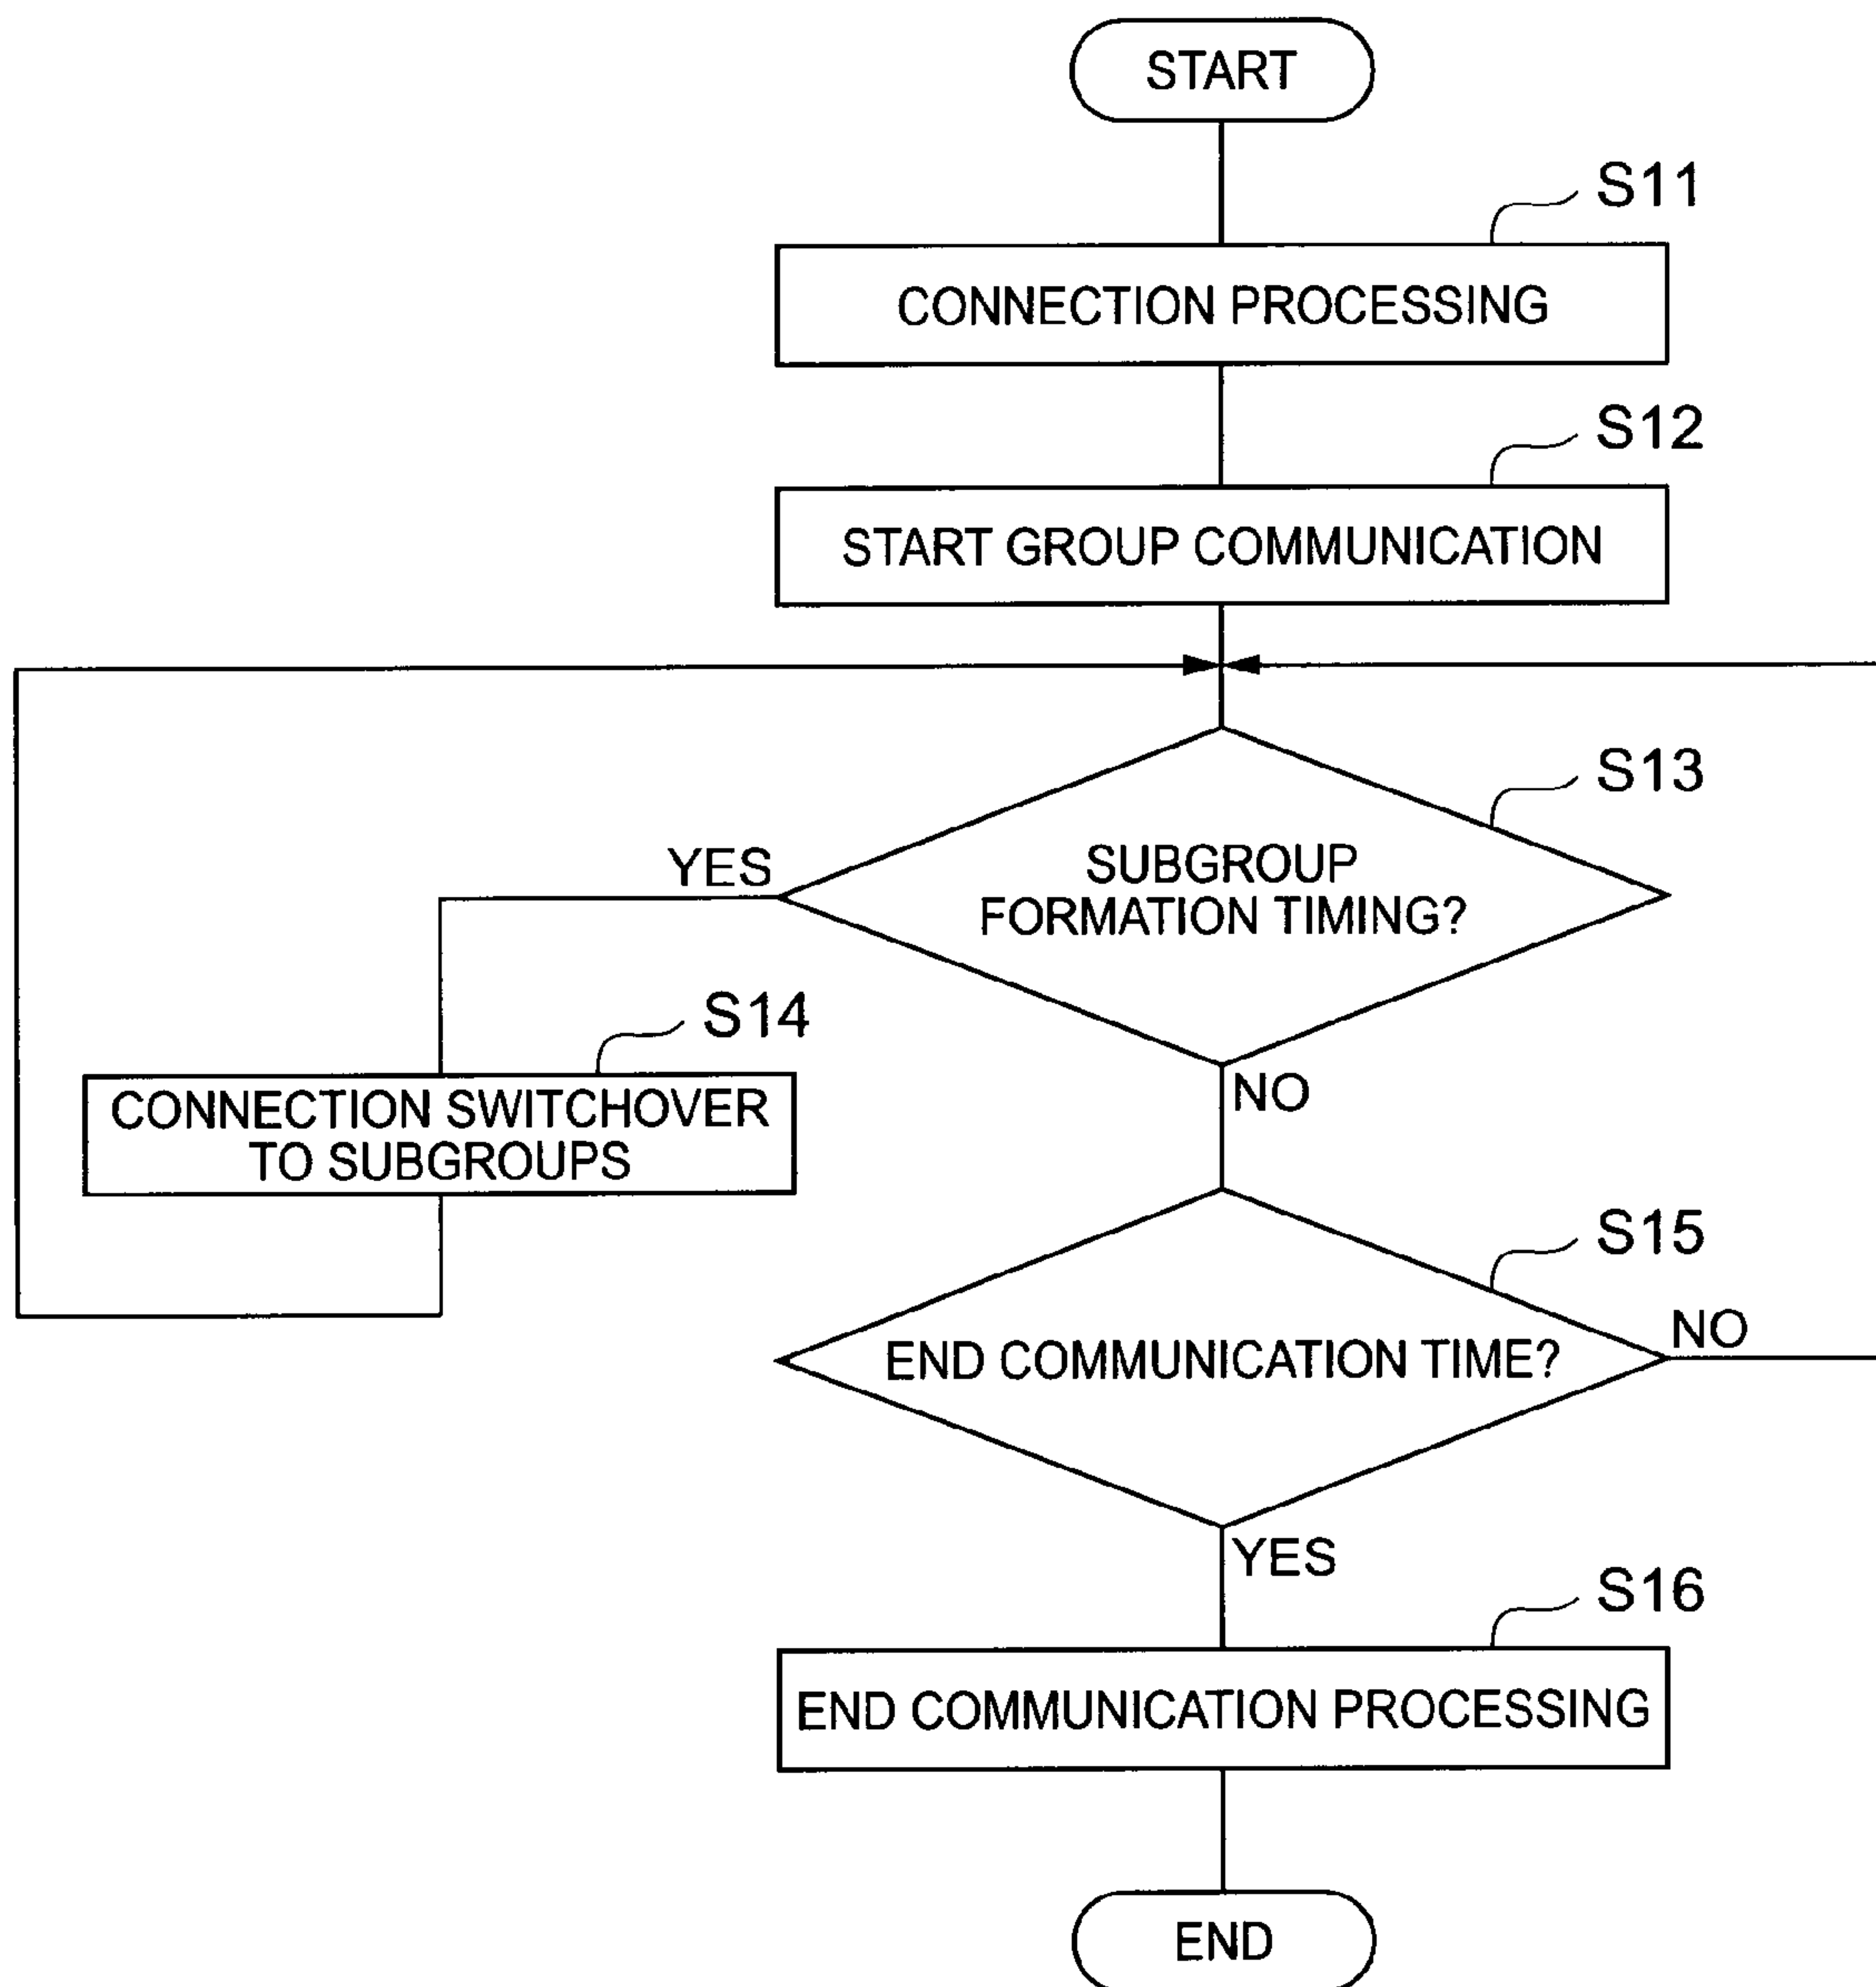 START
S11
CONNECTION PROCESSING
S12
START GROUP COMMUNICATION
S13
SUBGROUP
FORMATION TIMING?
YES
S14
CONNECTION SWITCHOVER
TO SUBGROUPS
NO
S15
END COMMUNICATION TIME?
NO
YES
S16
END COMMUNICATION PROCESSING
END